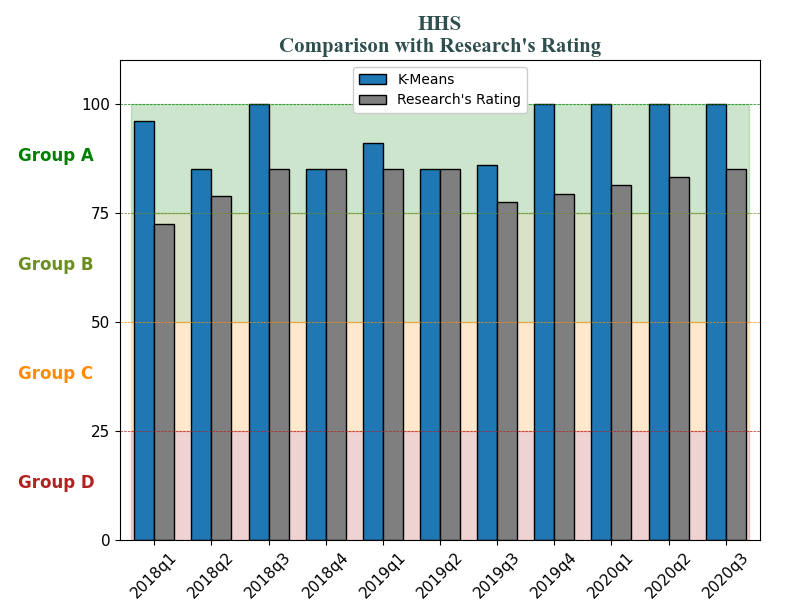 HHS
Comparison with Research's Rating
K-Means
Research's Rating
100
Group A
75
Group B
50
Group C
25
Group D
0
2018q1 2018q2 2018q3 2018q4 2019q1 2019q2 2019q3 2019q4 2020q1 2020q2 2020q3